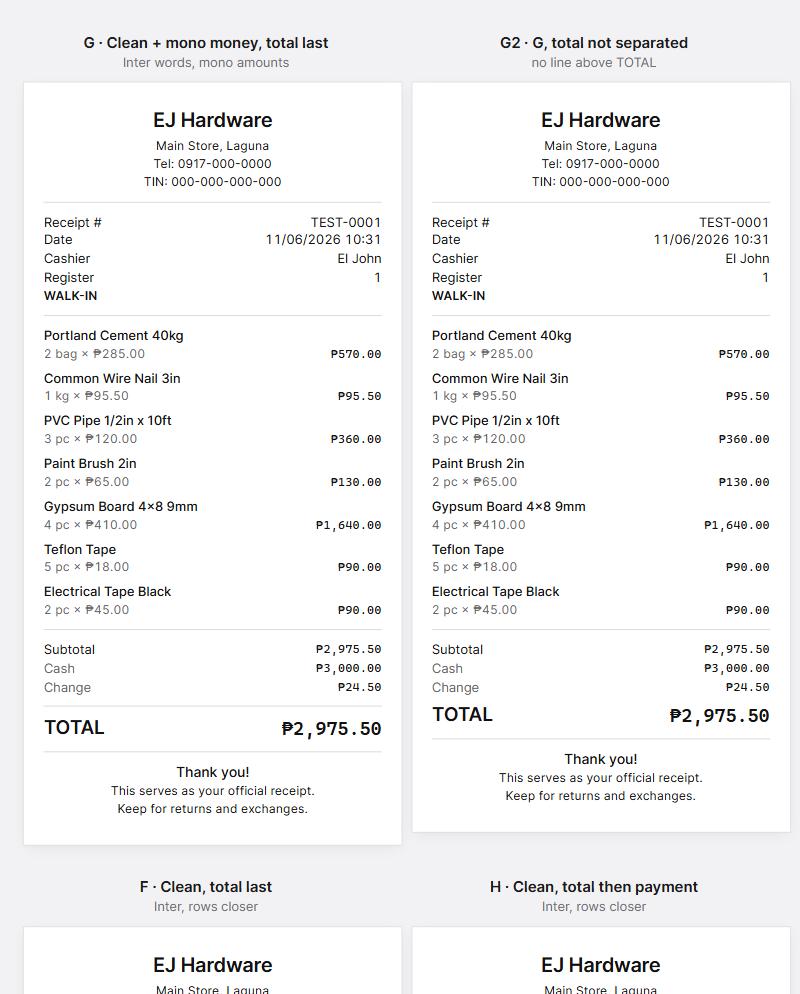 G · Clean + mono money, total last
Inter words, mono amounts
EJ Hardware
Main Store, Laguna
Tel: 0917-000-0000
TIN: 000-000-000-000
Receipt # TEST-0001
Date 11/06/2026 10:31
Cashier El John
Register 1
WALK-IN
Portland Cement 40kg
2 bag × ₱285.00 ₱570.00
Common Wire Nail 3in
1 kg × ₱95.50 ₱95.50
PVC Pipe 1/2in x 10ft
3 pc × ₱120.00 ₱360.00
Paint Brush 2in
2 pc × ₱65.00 ₱130.00
Gypsum Board 4×8 9mm
4 pc × ₱410.00 ₱1,640.00
Teflon Tape
5 pc × ₱18.00 ₱90.00
Electrical Tape Black
2 pc × ₱45.00 ₱90.00
Subtotal ₱2,975.50
Cash ₱3,000.00
Change ₱24.50
TOTAL ₱2,975.50
Thank you!
This serves as your official receipt.
Keep for returns and exchanges.
G2 · G, total not separated
no line above TOTAL
EJ Hardware
Main Store, Laguna
Tel: 0917-000-0000
TIN: 000-000-000-000
Receipt # TEST-0001
Date 11/06/2026 10:31
Cashier El John
Register 1
WALK-IN
Portland Cement 40kg
2 bag × ₱285.00 ₱570.00
Common Wire Nail 3in
1 kg × ₱95.50 ₱95.50
PVC Pipe 1/2in x 10ft
3 pc × ₱120.00 ₱360.00
Paint Brush 2in
2 pc × ₱65.00 ₱130.00
Gypsum Board 4×8 9mm
4 pc × ₱410.00 ₱1,640.00
Teflon Tape
5 pc × ₱18.00 ₱90.00
Electrical Tape Black
2 pc × ₱45.00 ₱90.00
Subtotal ₱2,975.50
Cash ₱3,000.00
Change ₱24.50
TOTAL ₱2,975.50
Thank you!
This serves as your official receipt.
Keep for returns and exchanges.
F · Clean, total last
Inter, rows closer
EJ Hardware
Main Store, Laguna
H · Clean, total then payment
Inter, rows closer
EJ Hardware
Main Store, Laguna